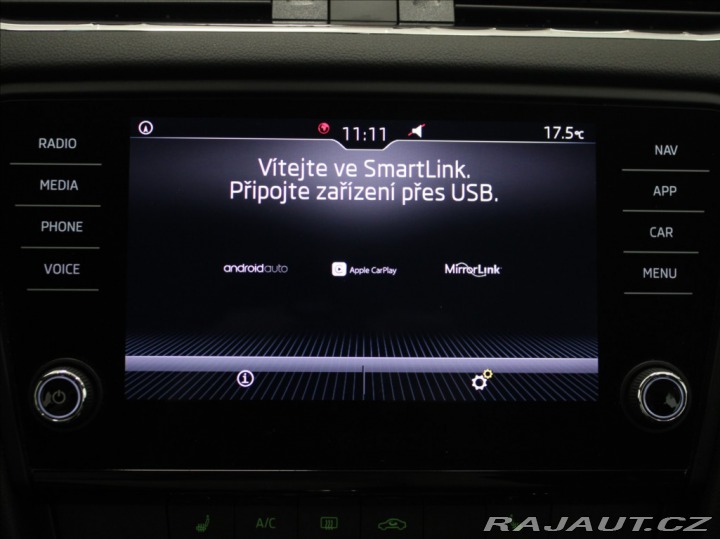 11:11
17.5°C
Vítejte ve SmartLink.
Připojte zařízení přes USB.
androidauto
Apple CarPlay
MirrorLink
RADIO
MEDIA
PHONE
VOICE
NAV
APP
CAR
MENU
A/C
RAJAUT.CZ